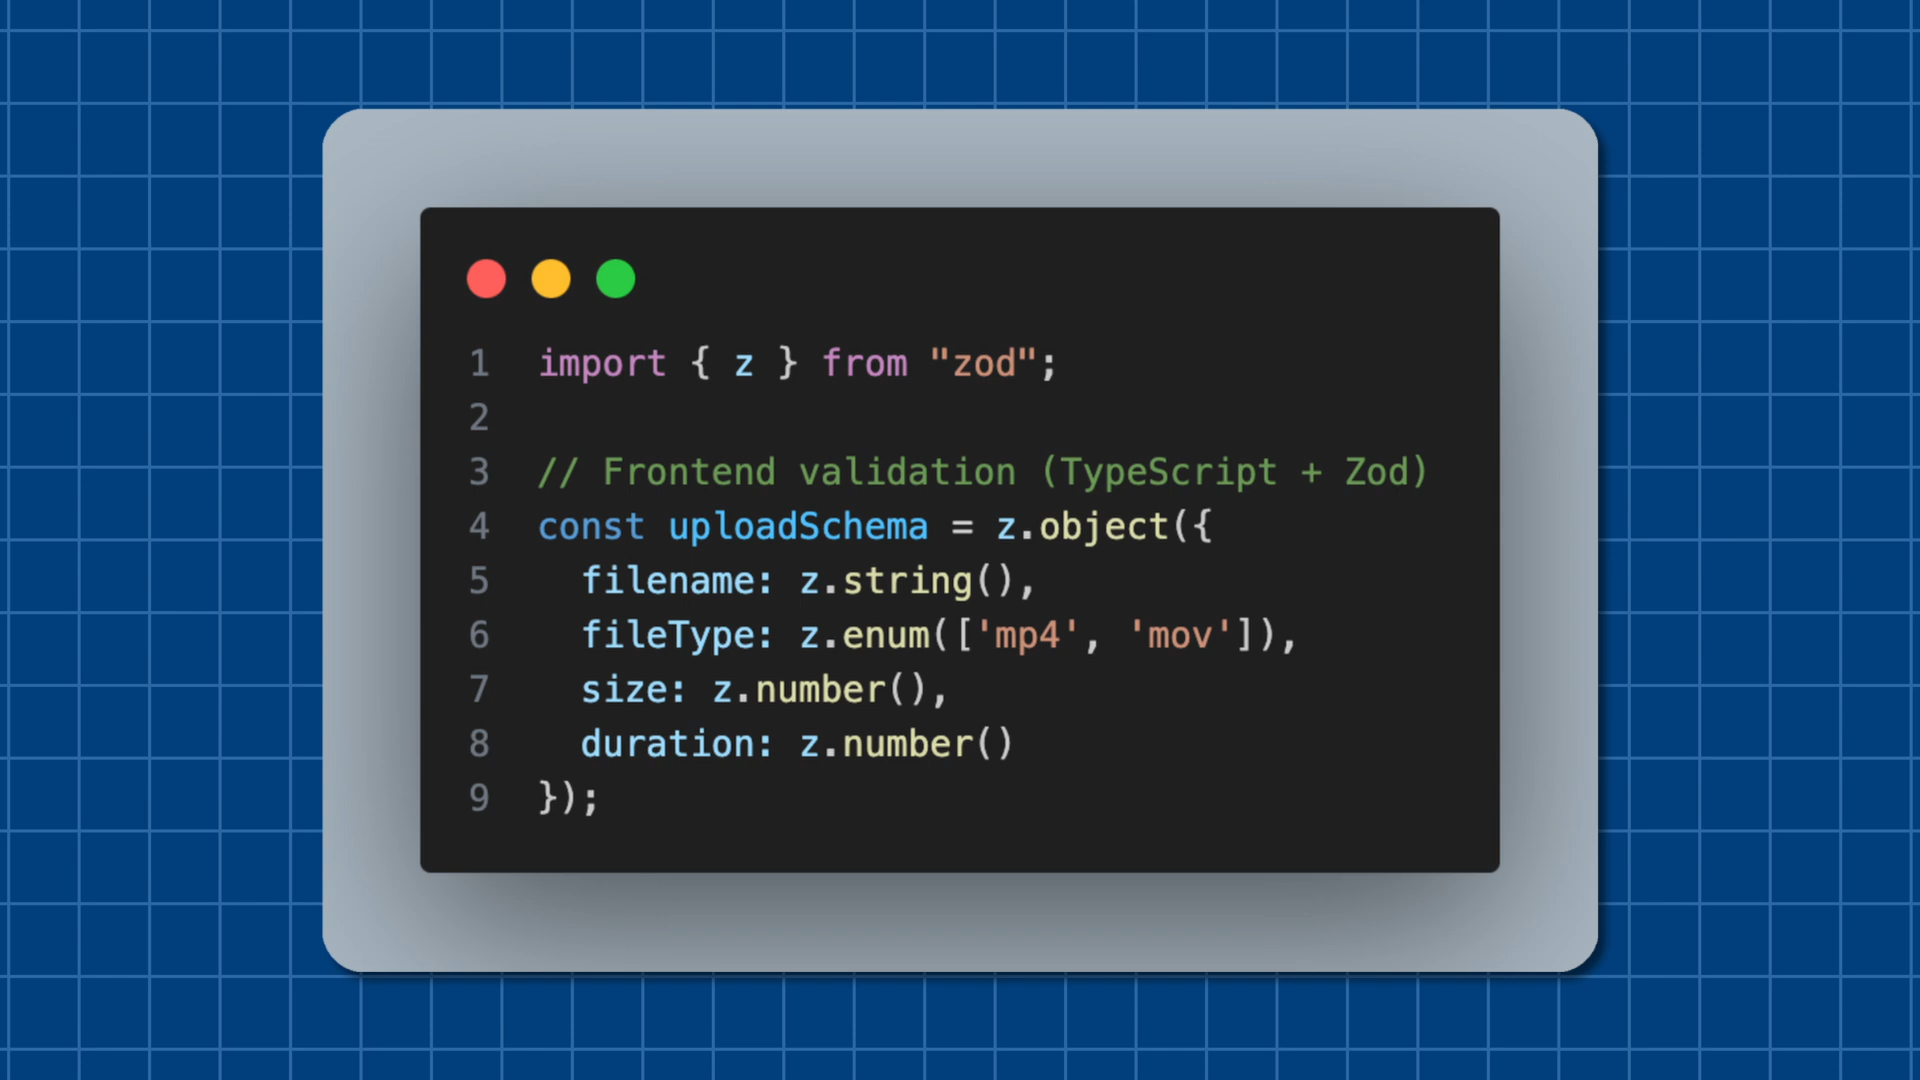 1 import { z } from "zod";
2
3 // Frontend validation (TypeScript + Zod)
4 const uploadSchema = z.object({
5   filename: z.string(),
6   fileType: z.enum(['mp4', 'mov']),
7   size: z.number(),
8   duration: z.number()
9 });